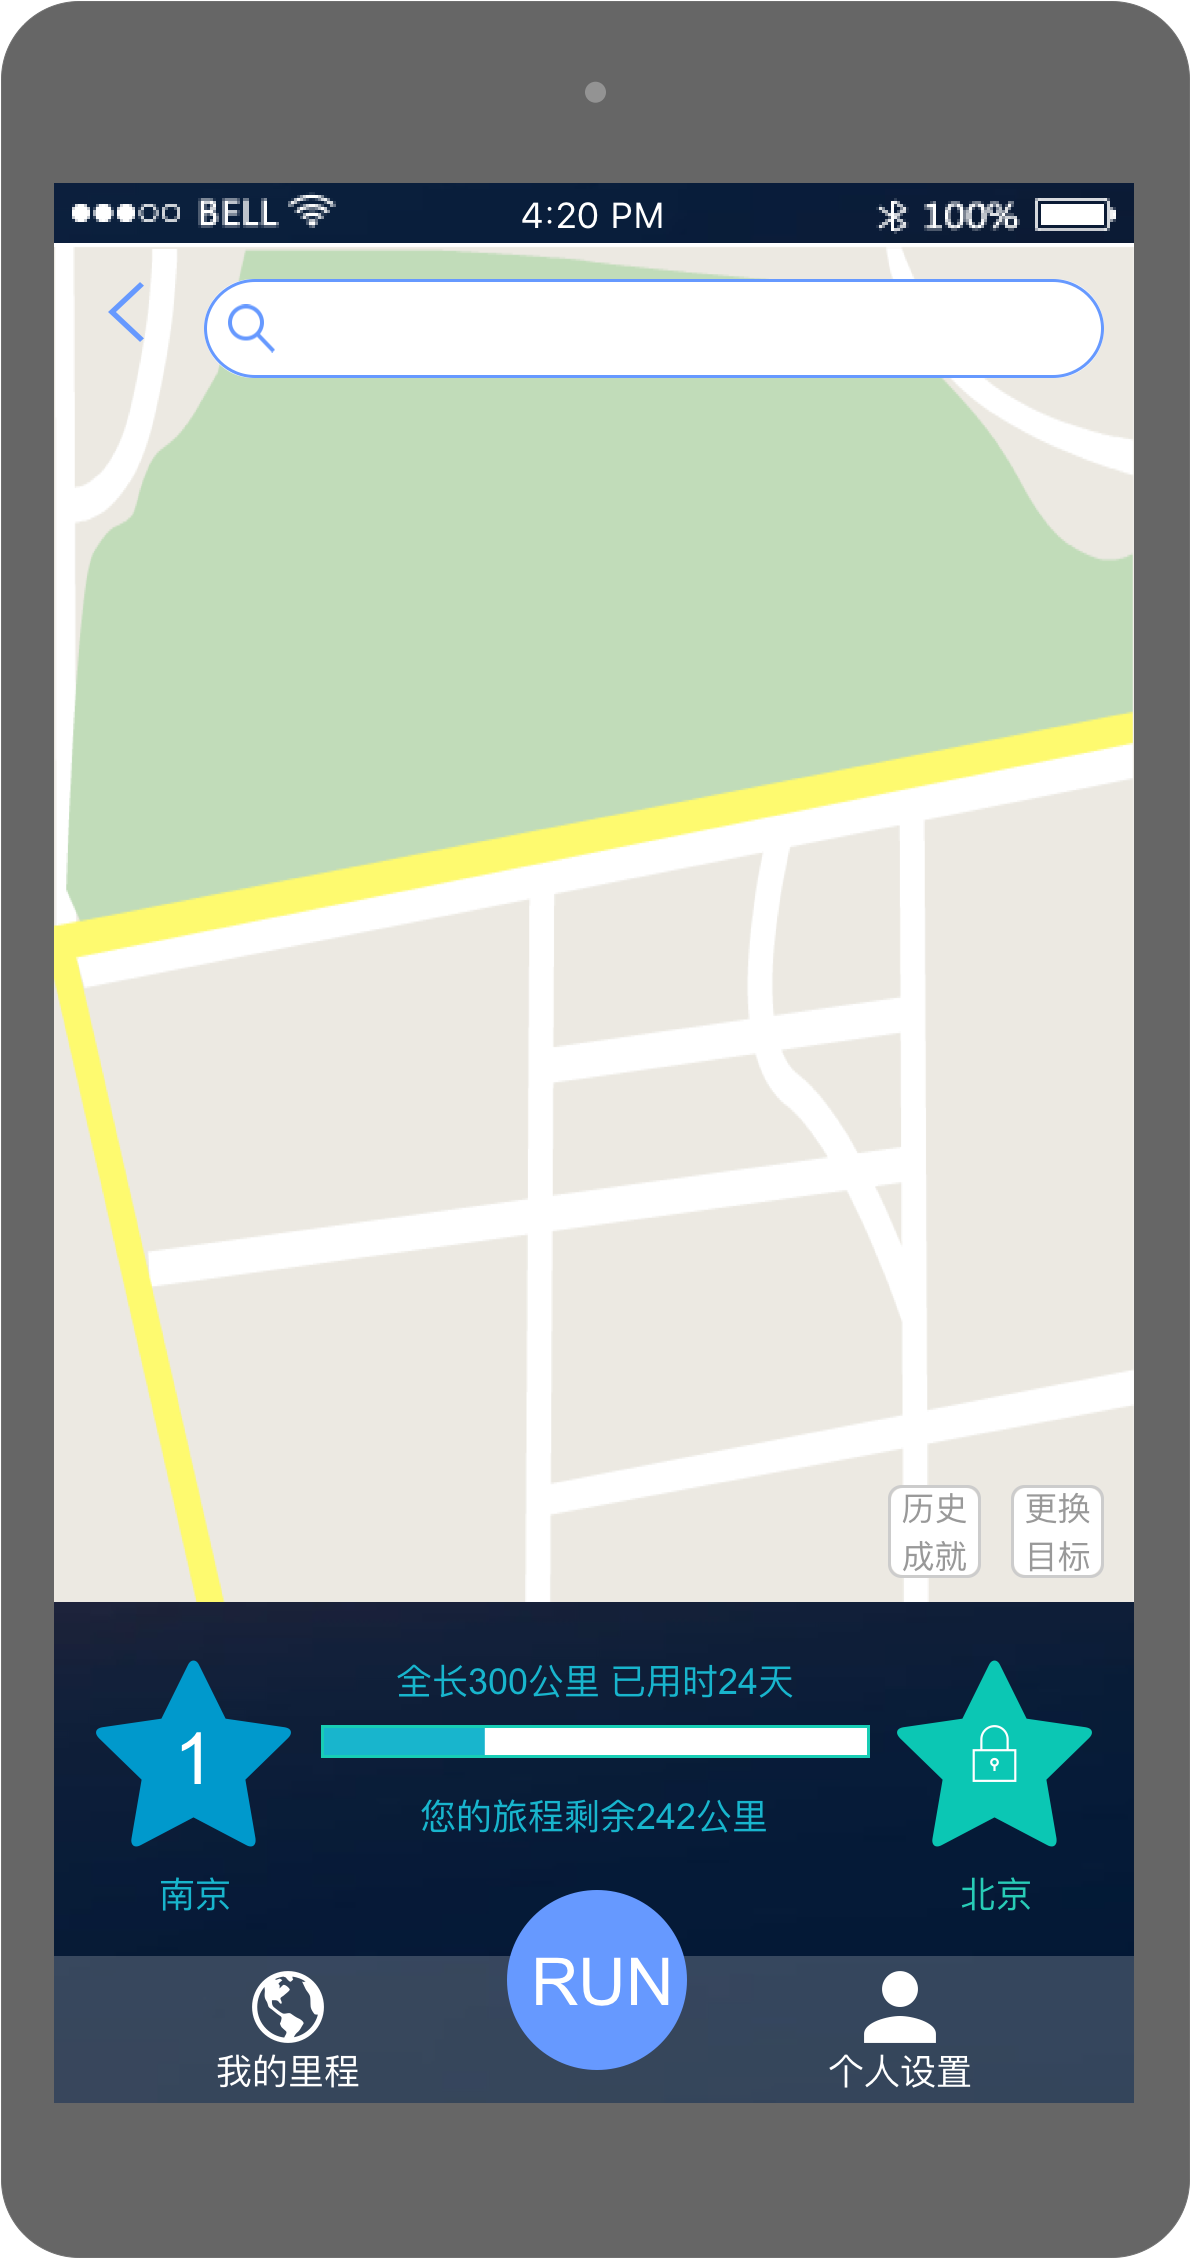 BELL 4:20 PM 100%
历史
成就
更换
目标
全长300公里 已用时24天
1
您的旅程剩余242公里
南京
北京
RUN
我的里程
个人设置